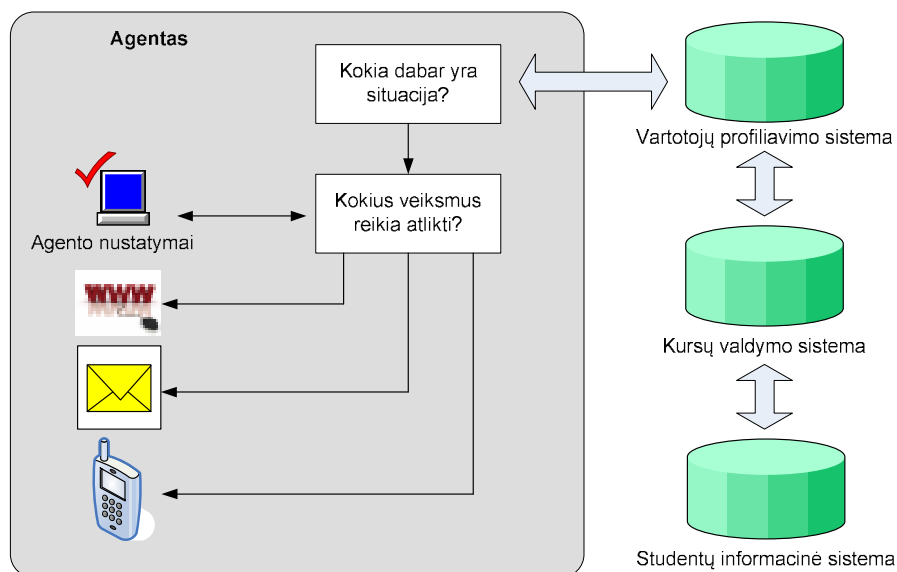 Agentas
Kokia dabar yra
situacija?
Vartotojų profiliavimo sistema
Kokius veiksmus
reikia atlikti?
Agento nustatymai
www
Kursų valdymo sistema
Studentų informacinė sistema